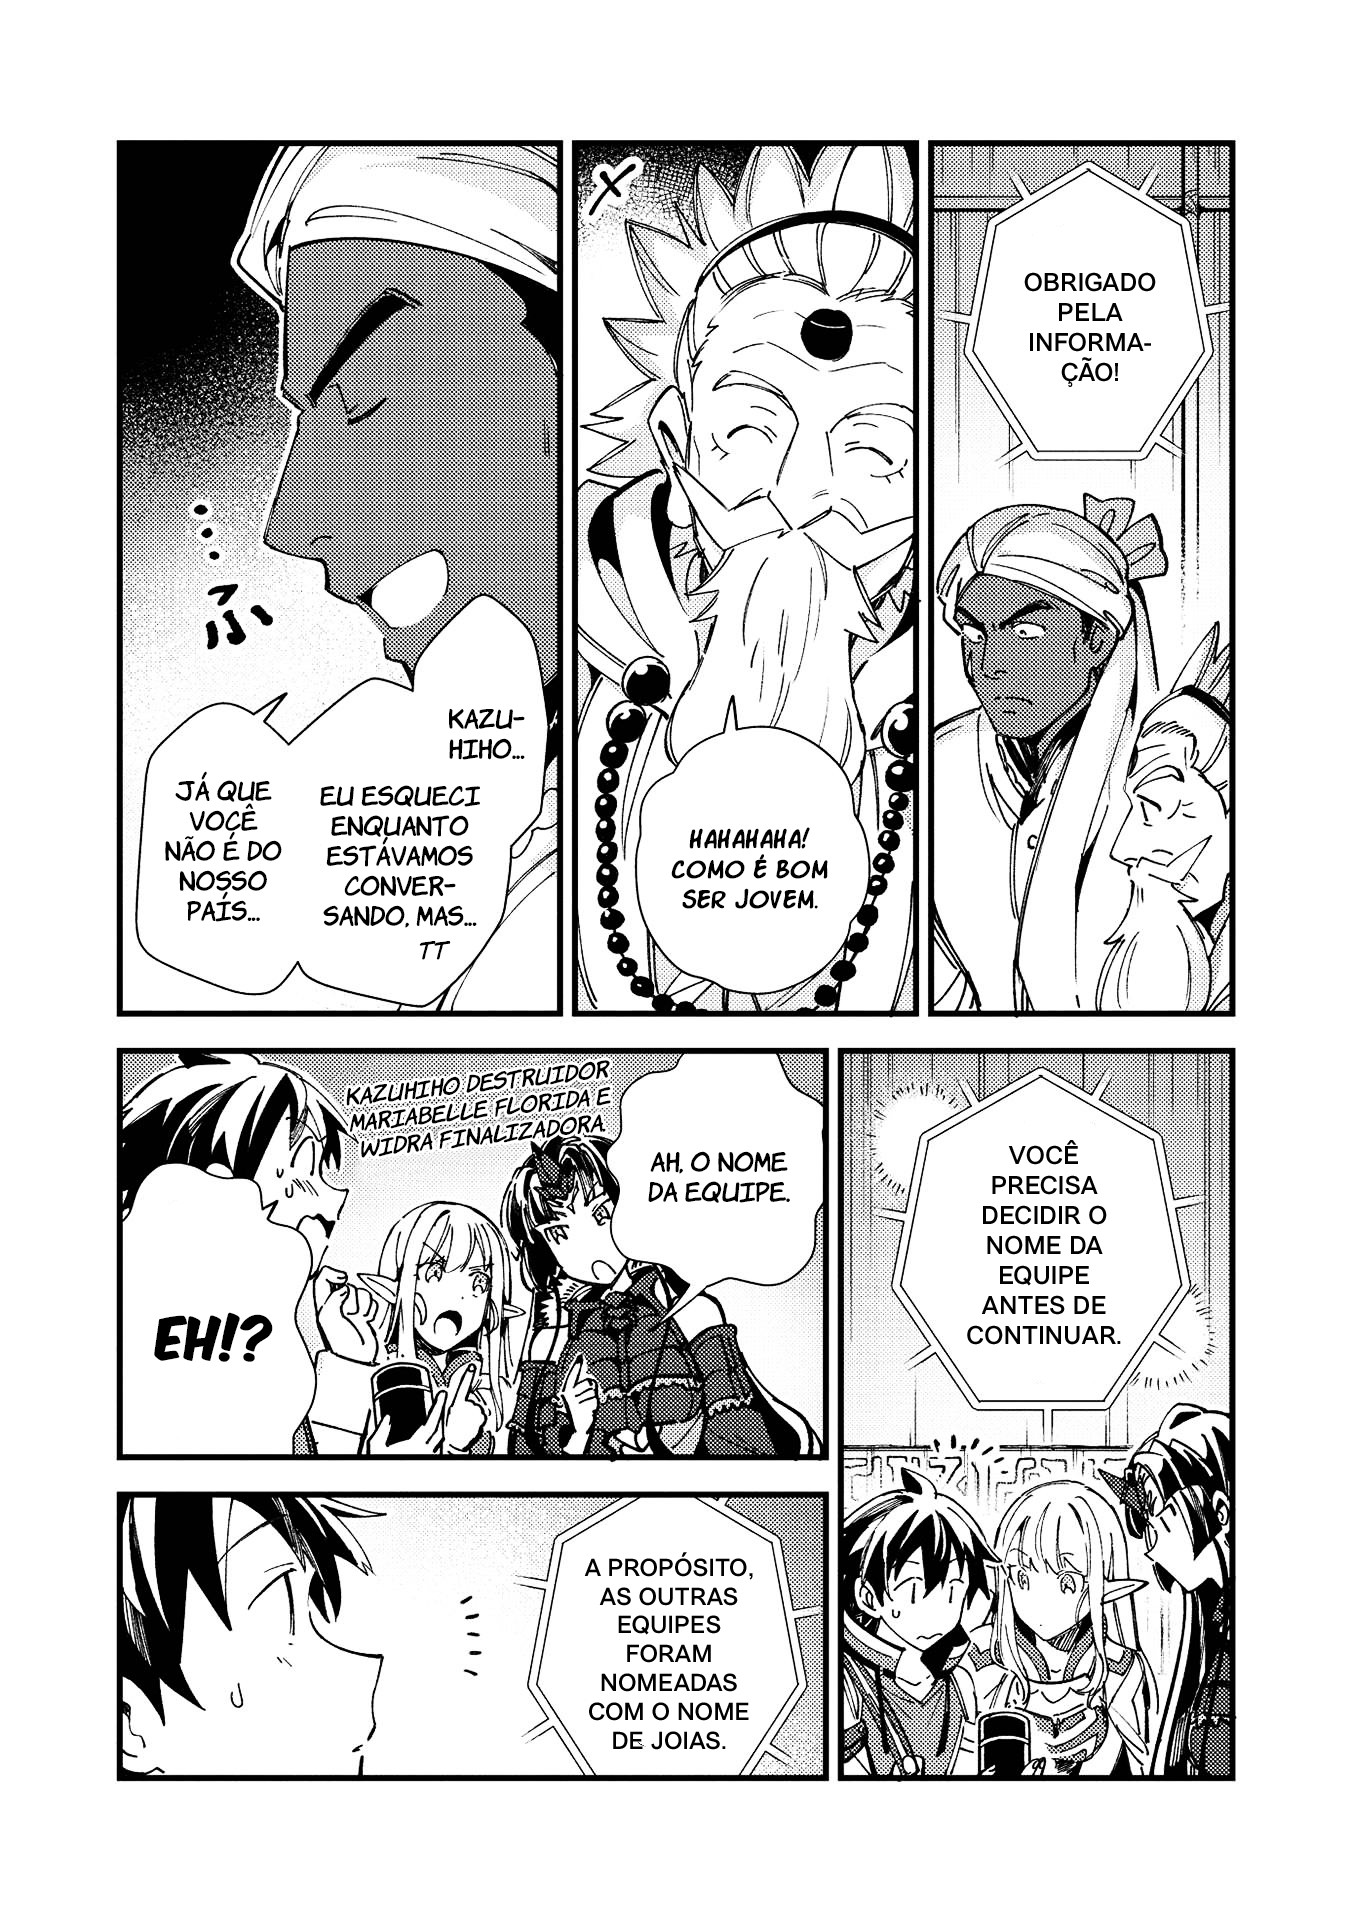 OBRIGADO
PELA
INFORMA-
ÇÃO!
HAHAHAHA!
COMO É BOM
SER JOVEM.
...ふい
KAZU-
HIHO...
EU ESQUECI
ENQUANTO
ESTÁVAMOS
CONVER-
SANDO, MAS...
TT
JÁ QUE
VOCÊ
NÃO É DO
NOSSO
PAÍS...
VOCÊ
PRECISA
DECIDIR O
NOME DA
EQUIPE
ANTES DE
CONTINUAR.
AH, O NOME
DA EQUIPE.
KAZUHIHO DESTRUIDOR
MARIABELLE FLORIDA E
WIDRA FINALIZADORA.
EH!?
A PROPÓSITO,
AS OUTRAS
EQUIPES
FORAM
NOMEADAS
COM O NOME
DE JOIAS.